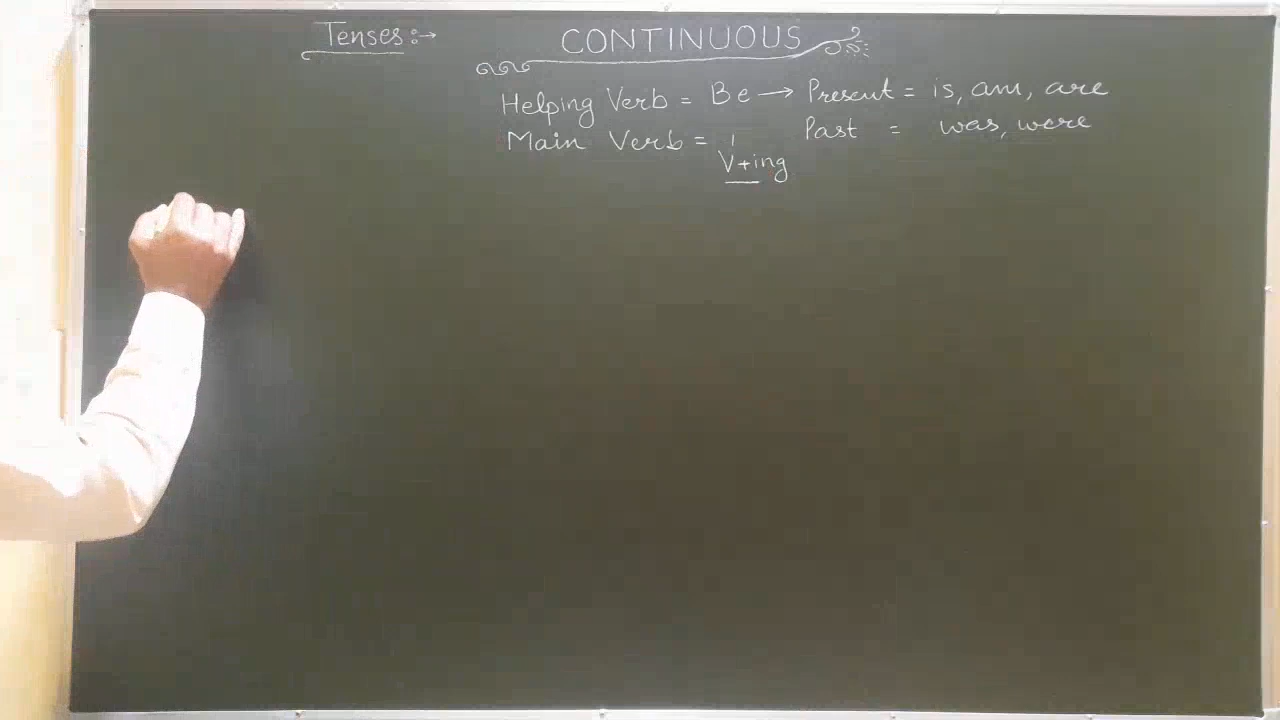 Tenses:→ CONTINUOUS
Helping Verb = Be → Present = is, am, are
Past = was, were
Main Verb = V+ing